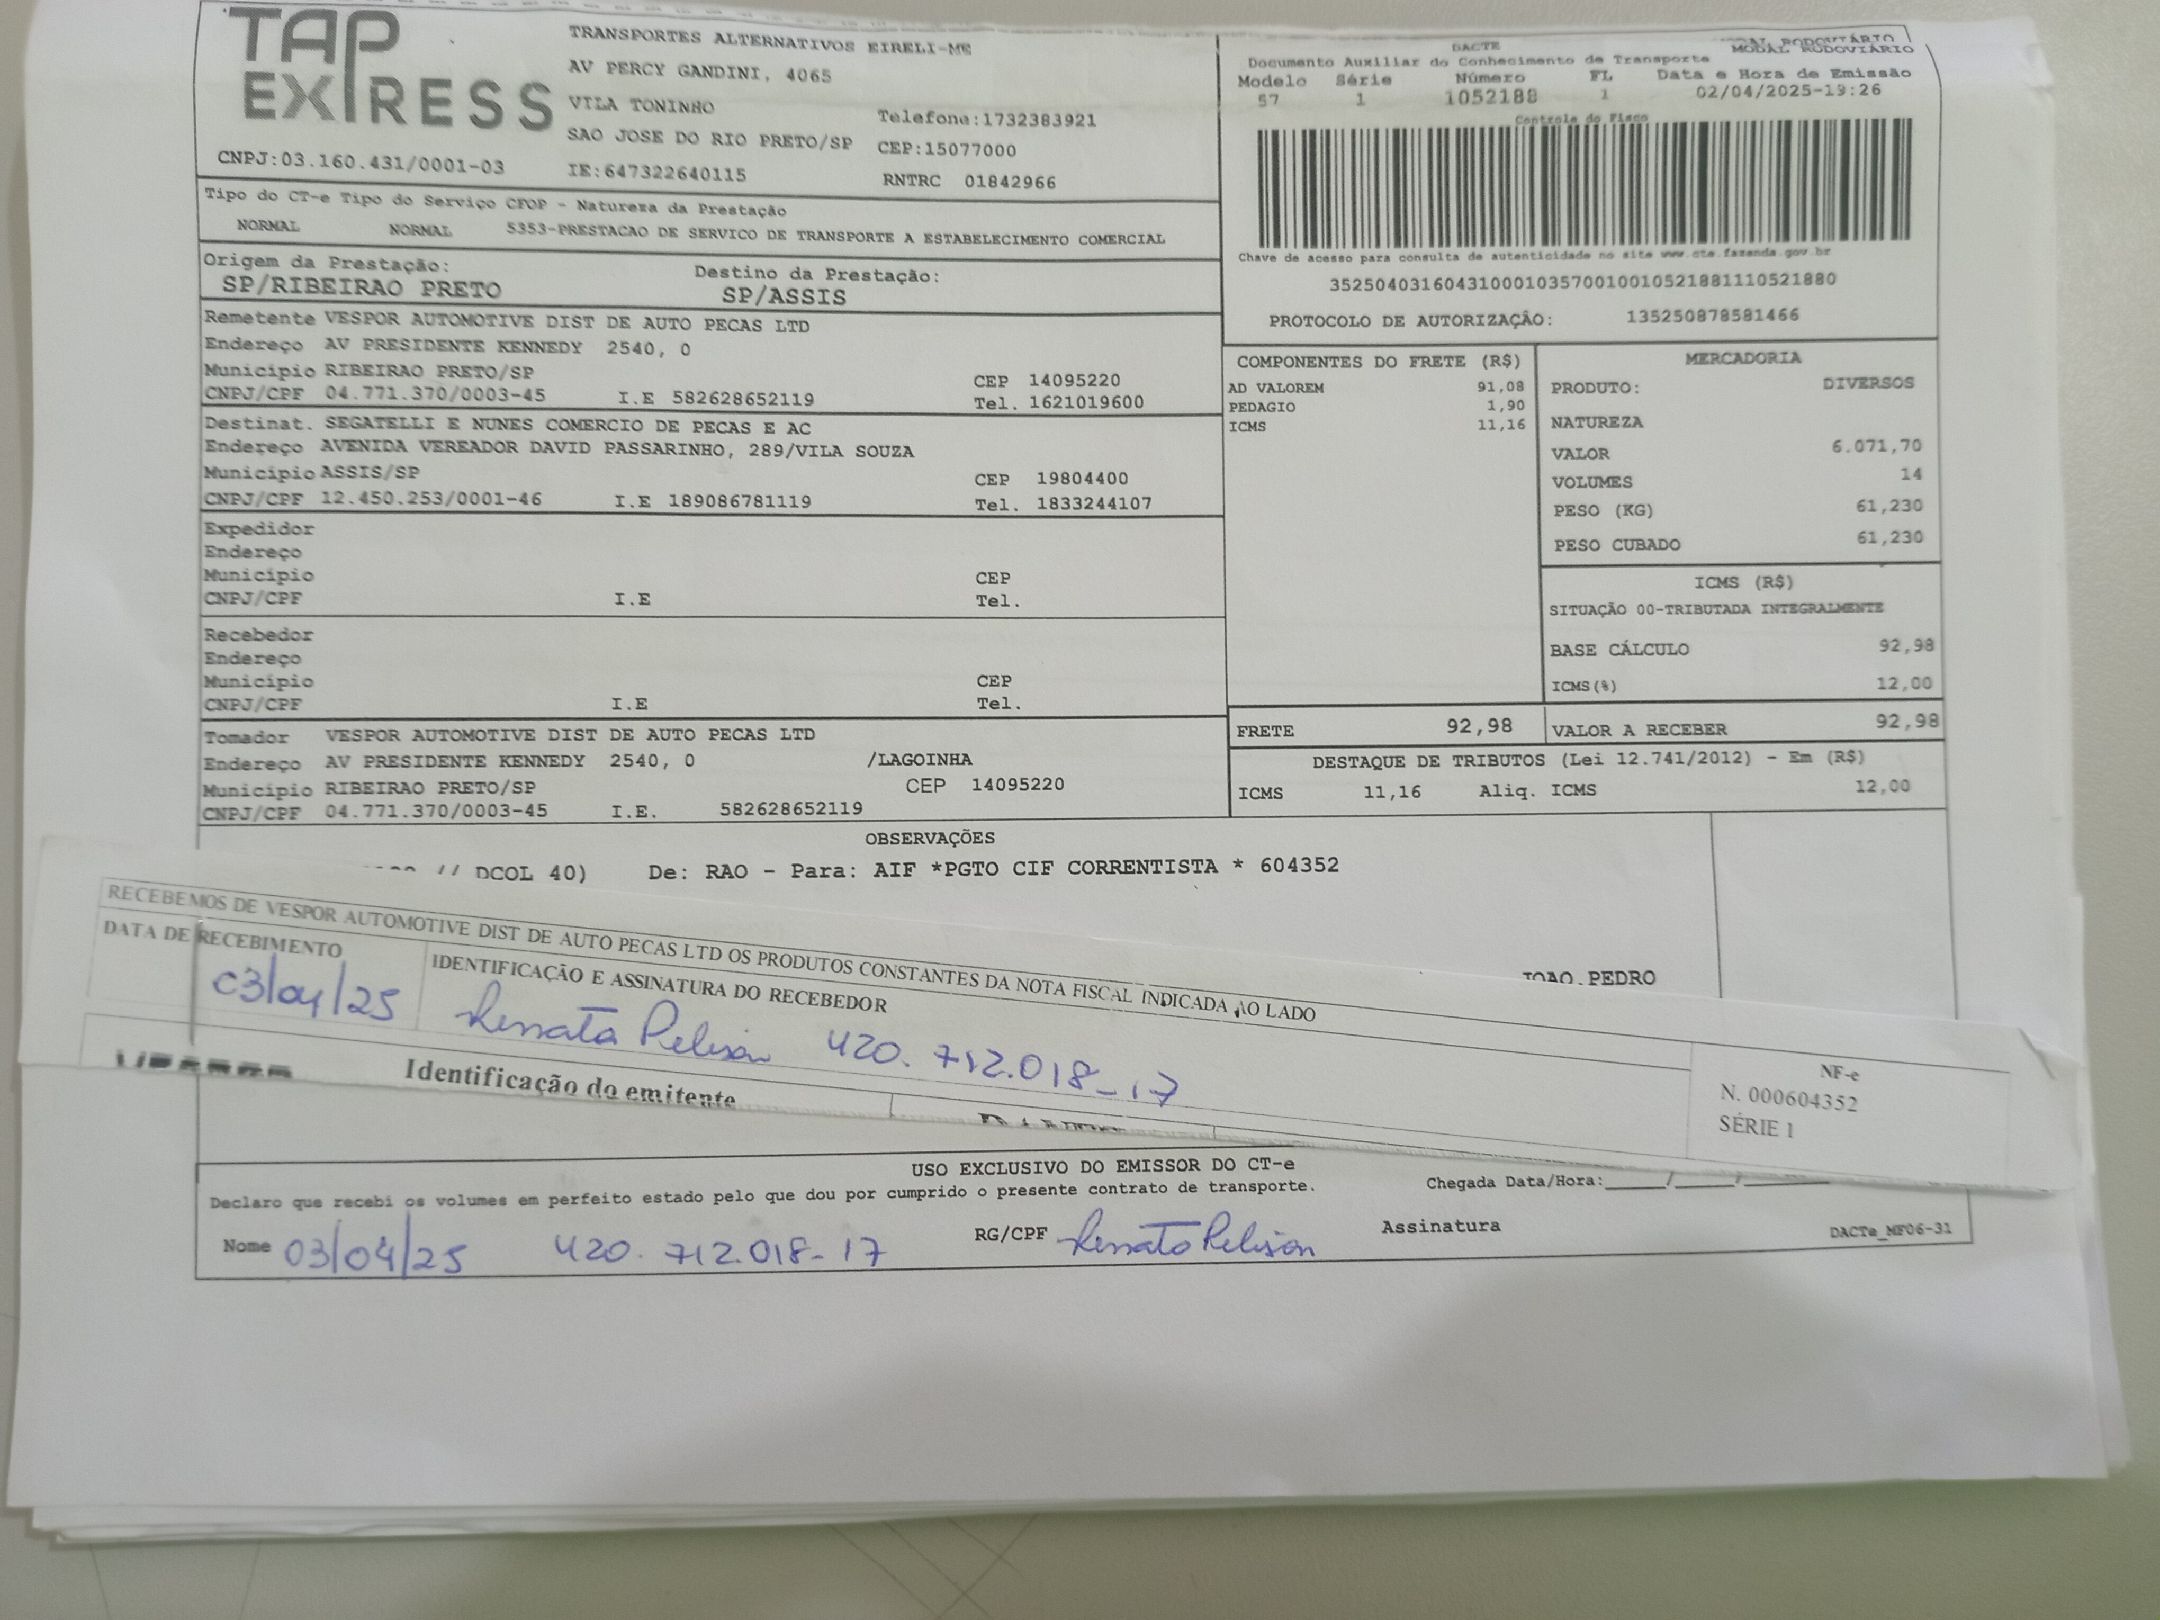 TAP
EXPRESS
CNPJ:03.160.431/0001-03
TRANSPORTES ALTERNATIVOS EIRELI-ME
AV PERCY GANDINI, 4065
VILA TONINHO
SAO JOSE DO RIO PRETO/SP
IE:647322640115
Telefone:1732383921
CEP:15077000
RNTRC 01842966
DACTE
MODAL RODOVIÁRIO
MODAL RODOVIÁRIO
Documento Auxiliar do Conhecimento de Transporte
Modelo Série Número FL Data e Hora de Emissão
57 1 1052188 1 02/04/2025-19:26
Controle do Fisco
Chave de acesso para consulta de autenticidade no site www.cte.fazenda.gov.br
35250403160431000103570010010521881110521880
PROTOCOLO DE AUTORIZAÇÃO: 135250878581466
Tipo do CT-e Tipo do Serviço CFOP - Natureza da Prestação
NORMAL NORMAL 5353-PRESTACAO DE SERVICO DE TRANSPORTE A ESTABELECIMENTO COMERCIAL
Origem da Prestação: Destino da Prestação:
SP/RIBEIRAO PRETO SP/ASSIS
Remetente VESPOR AUTOMOTIVE DIST DE AUTO PECAS LTD
Endereço AV PRESIDENTE KENNEDY 2540, 0
Município RIBEIRAO PRETO/SP CEP 14095220
CNPJ/CPF 04.771.370/0003-45 I.E 582628652119 Tel. 1621019600
Destinat. SEGATELLI E NUNES COMERCIO DE PECAS E AC
Endereço AVENIDA VEREADOR DAVID PASSARINHO, 289/VILA SOUZA
Município ASSIS/SP CEP 19804400
CNPJ/CPF 12.450.253/0001-46 I.E 189086781119 Tel. 1833244107
Expedidor
Endereço
Município CEP
CNPJ/CPF I.E Tel.
Recebedor
Endereço
Município CEP
CNPJ/CPF I.E Tel.
Tomador VESPOR AUTOMOTIVE DIST DE AUTO PECAS LTD
Endereço AV PRESIDENTE KENNEDY 2540, 0 /LAGOINHA
Município RIBEIRAO PRETO/SP CEP 14095220
CNPJ/CPF 04.771.370/0003-45 I.E. 582628652119
COMPONENTES DO FRETE (R$)
AD VALOREM 91,08
PEDAGIO 1,90
ICMS 11,16
MERCADORIA
PRODUTO: DIVERSOS
NATUREZA
VALOR 6.071,70
VOLUMES 14
PESO (KG) 61,230
PESO CUBADO 61,230
ICMS (R$)
SITUAÇÃO 00-TRIBUTADA INTEGRALMENTE
BASE CÁLCULO 92,98
ICMS(%) 12,00
FRETE 92,98 VALOR A RECEBER 92,98
DESTAQUE DE TRIBUTOS (Lei 12.741/2012) - Em (R$)
ICMS 11,16 Aliq. ICMS 12,00
OBSERVAÇÕES
// DCOL 40) De: RAO - Para: AIF *PGTO CIF CORRENTISTA * 604352
JOAO.PEDRO
RECEBEMOS DE VESPOR AUTOMOTIVE DIST DE AUTO PECAS LTD OS PRODUTOS CONSTANTES DA NOTA FISCAL INDICADA AO LADO
DATA DE RECEBIMENTO
03/04/25
IDENTIFICAÇÃO E ASSINATURA DO RECEBEDOR
Renata Pelison 420.712.018-17
NF-e
N. 000604352
SÉRIE 1
Identificação do emitente
USO EXCLUSIVO DO EMISSOR DO CT-e
Declaro que recebi os volumes em perfeito estado pelo que dou por cumprido o presente contrato de transporte. Chegada Data/Hora:____/____/____
Nome 03/04/25 420.712.018-17 RG/CPF Renata Pelison Assinatura
DACTe_MF06-31